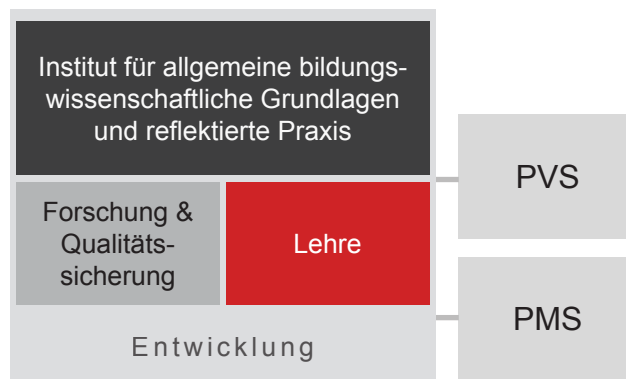 Institut für allgemeine bildungs-
wissenschaftliche Grundlagen
und reflektierte Praxis
Forschung &
Qualitäts-
sicherung
Lehre
Entwicklung
PVS
PMS